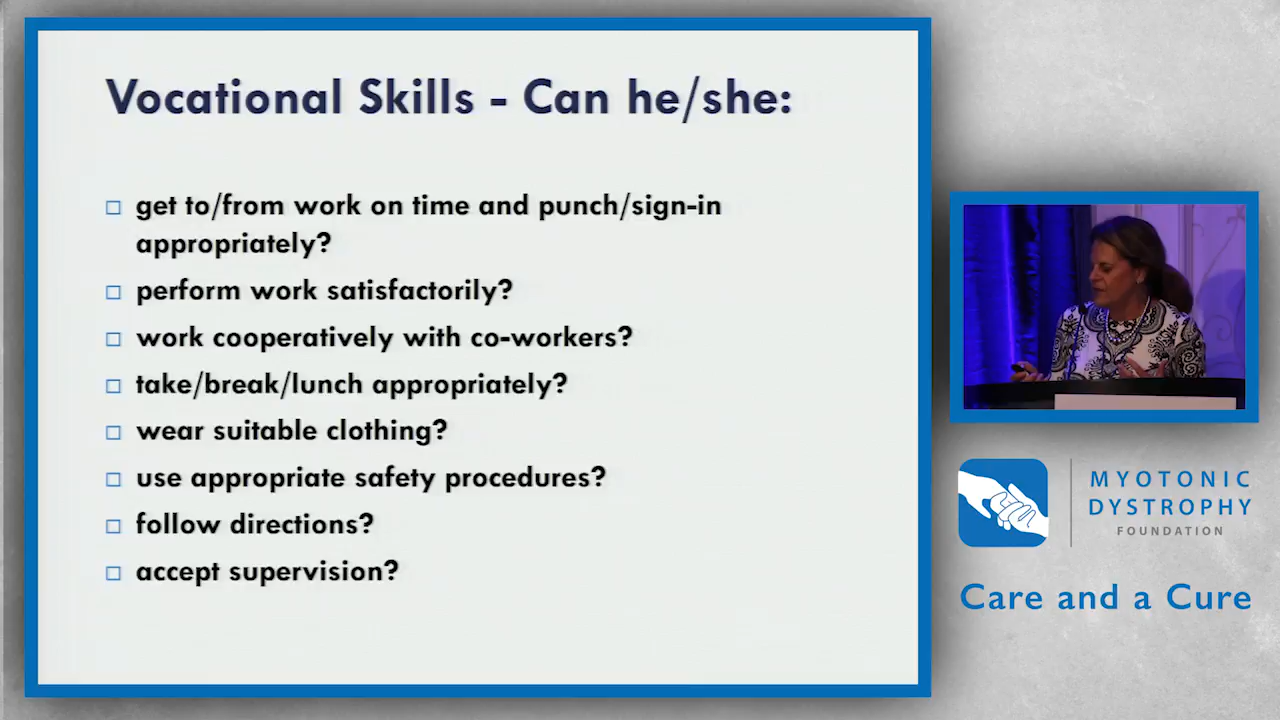 Vocational Skills - Can he/she:
get to/from work on time and punch/sign-in
appropriately?
perform work satisfactorily?
work cooperatively with co-workers?
take/break/lunch appropriately?
wear suitable clothing?
use appropriate safety procedures?
follow directions?
accept supervision?
MYOTONIC
DYSTROPHY
FOUNDATION
Care and a Cure